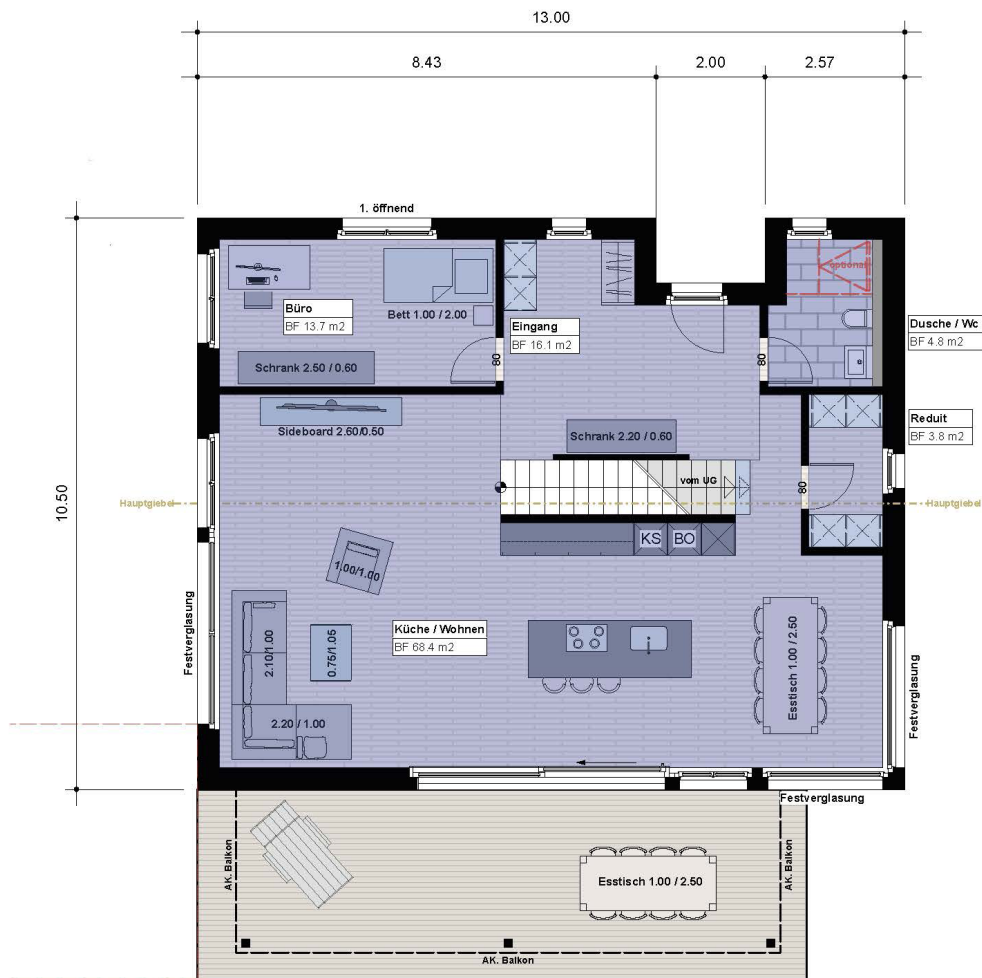 13.00
8.43
2.00
2.57
1. öffnend
optional
Büro
BF 13.7 m2
Bett 1.00 / 2.00
Eingang
BF 16.1 m2
Dusche / Wc
BF 4.8 m2
80
80
Schrank 2.50 / 0.60
Sideboard 2.60/0.50
Schrank 2.20 / 0.60
Reduit
BF 3.8 m2
vom UG
80
10.50
Hauptgiebel
Hauptgiebel
KS
BO
1.00/1.00
Festverglasung
Küche / Wohnen
BF 68.4 m2
2.10/1.00
0.75/1.05
Esstisch 1.00 / 2.50
Festverglasung
2.20 / 1.00
Festverglasung
AK. Balkon
Esstisch 1.00 / 2.50
AK. Balkon
AK. Balkon